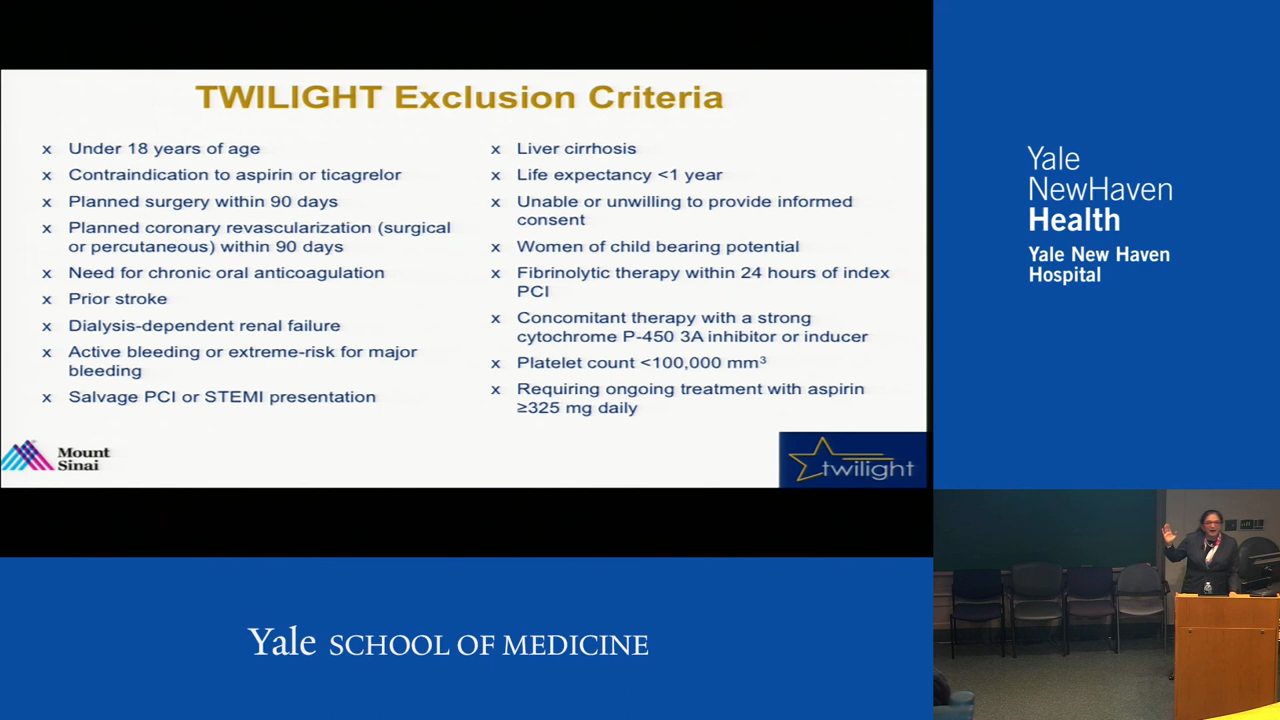 TWILIGHT Exclusion Criteria
x Under 18 years of age
x Contraindication to aspirin or ticagrelor
x Planned surgery within 90 days
x Planned coronary revascularization (surgical
or percutaneous) within 90 days
x Need for chronic oral anticoagulation
x Prior stroke
x Dialysis-dependent renal failure
x Active bleeding or extreme-risk for major
bleeding
x Salvage PCI or STEMI presentation
x Liver cirrhosis
x Life expectancy <1 year
x Unable or unwilling to provide informed
consent
x Women of child bearing potential
x Fibrinolytic therapy within 24 hours of index
PCI
x Concomitant therapy with a strong
cytochrome P-450 3A inhibitor or inducer
x Platelet count <100,000 mm³
x Requiring ongoing treatment with aspirin
≥325 mg daily
Mount
Sinai
twilight
Yale
NewHaven
Health
Yale New Haven
Hospital
Yale SCHOOL OF MEDICINE